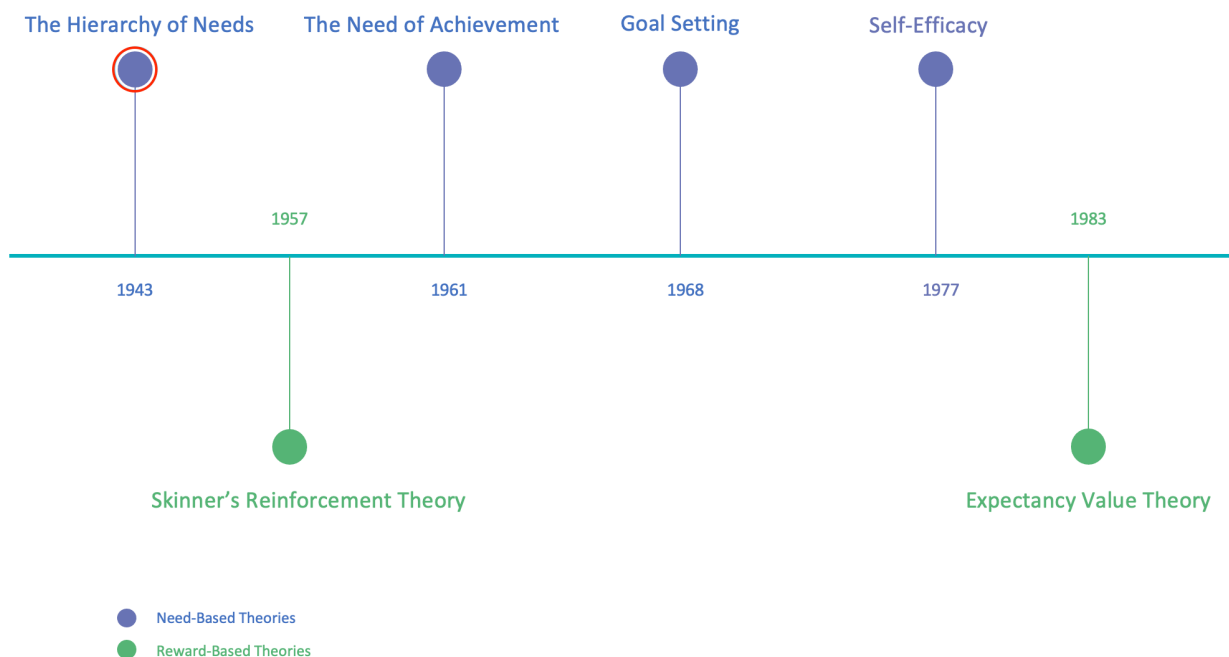 The Hierarchy of Needs
The Need of Achievement
Goal Setting
Self-Efficacy
1957
1983
1943
1961
1968
1977
Skinner’s Reinforcement Theory
Expectancy Value Theory
Need-Based Theories
Reward-Based Theories